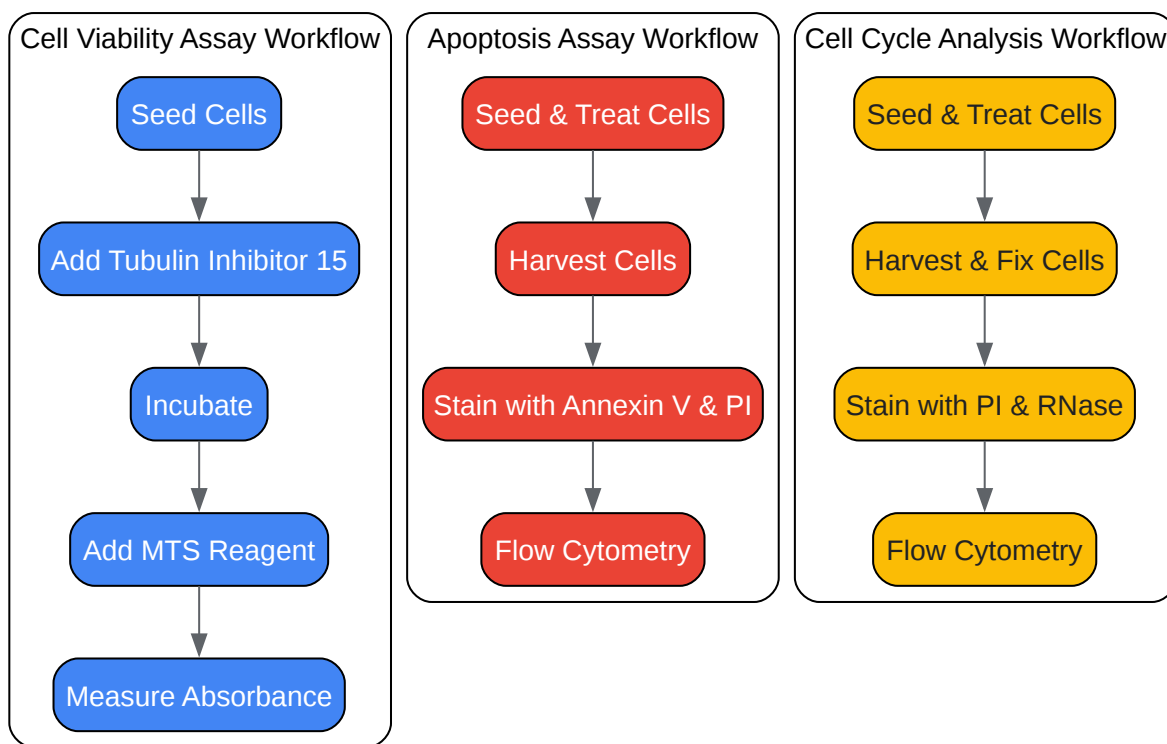 Cell Viability Assay Workflow
Seed Cells
Add Tubulin Inhibitor 15
Incubate
Add MTS Reagent
Measure Absorbance
Apoptosis Assay Workflow
Seed & Treat Cells
Harvest Cells
Stain with Annexin V & PI
Flow Cytometry
Cell Cycle Analysis Workflow
Seed & Treat Cells
Harvest & Fix Cells
Stain with PI & RNase
Flow Cytometry